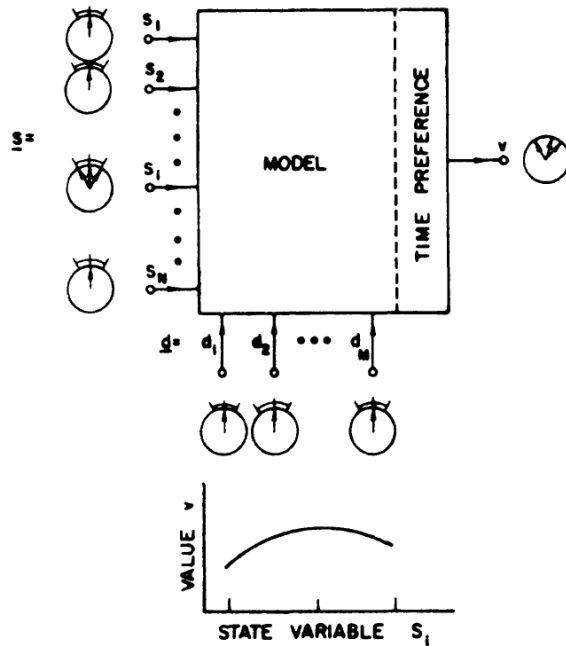 S1
S2
S =
MODEL
TIME PREFERENCE
v
Si
SN
d =
d1
d2
dM
VALUE v
STATE VARIABLE Si